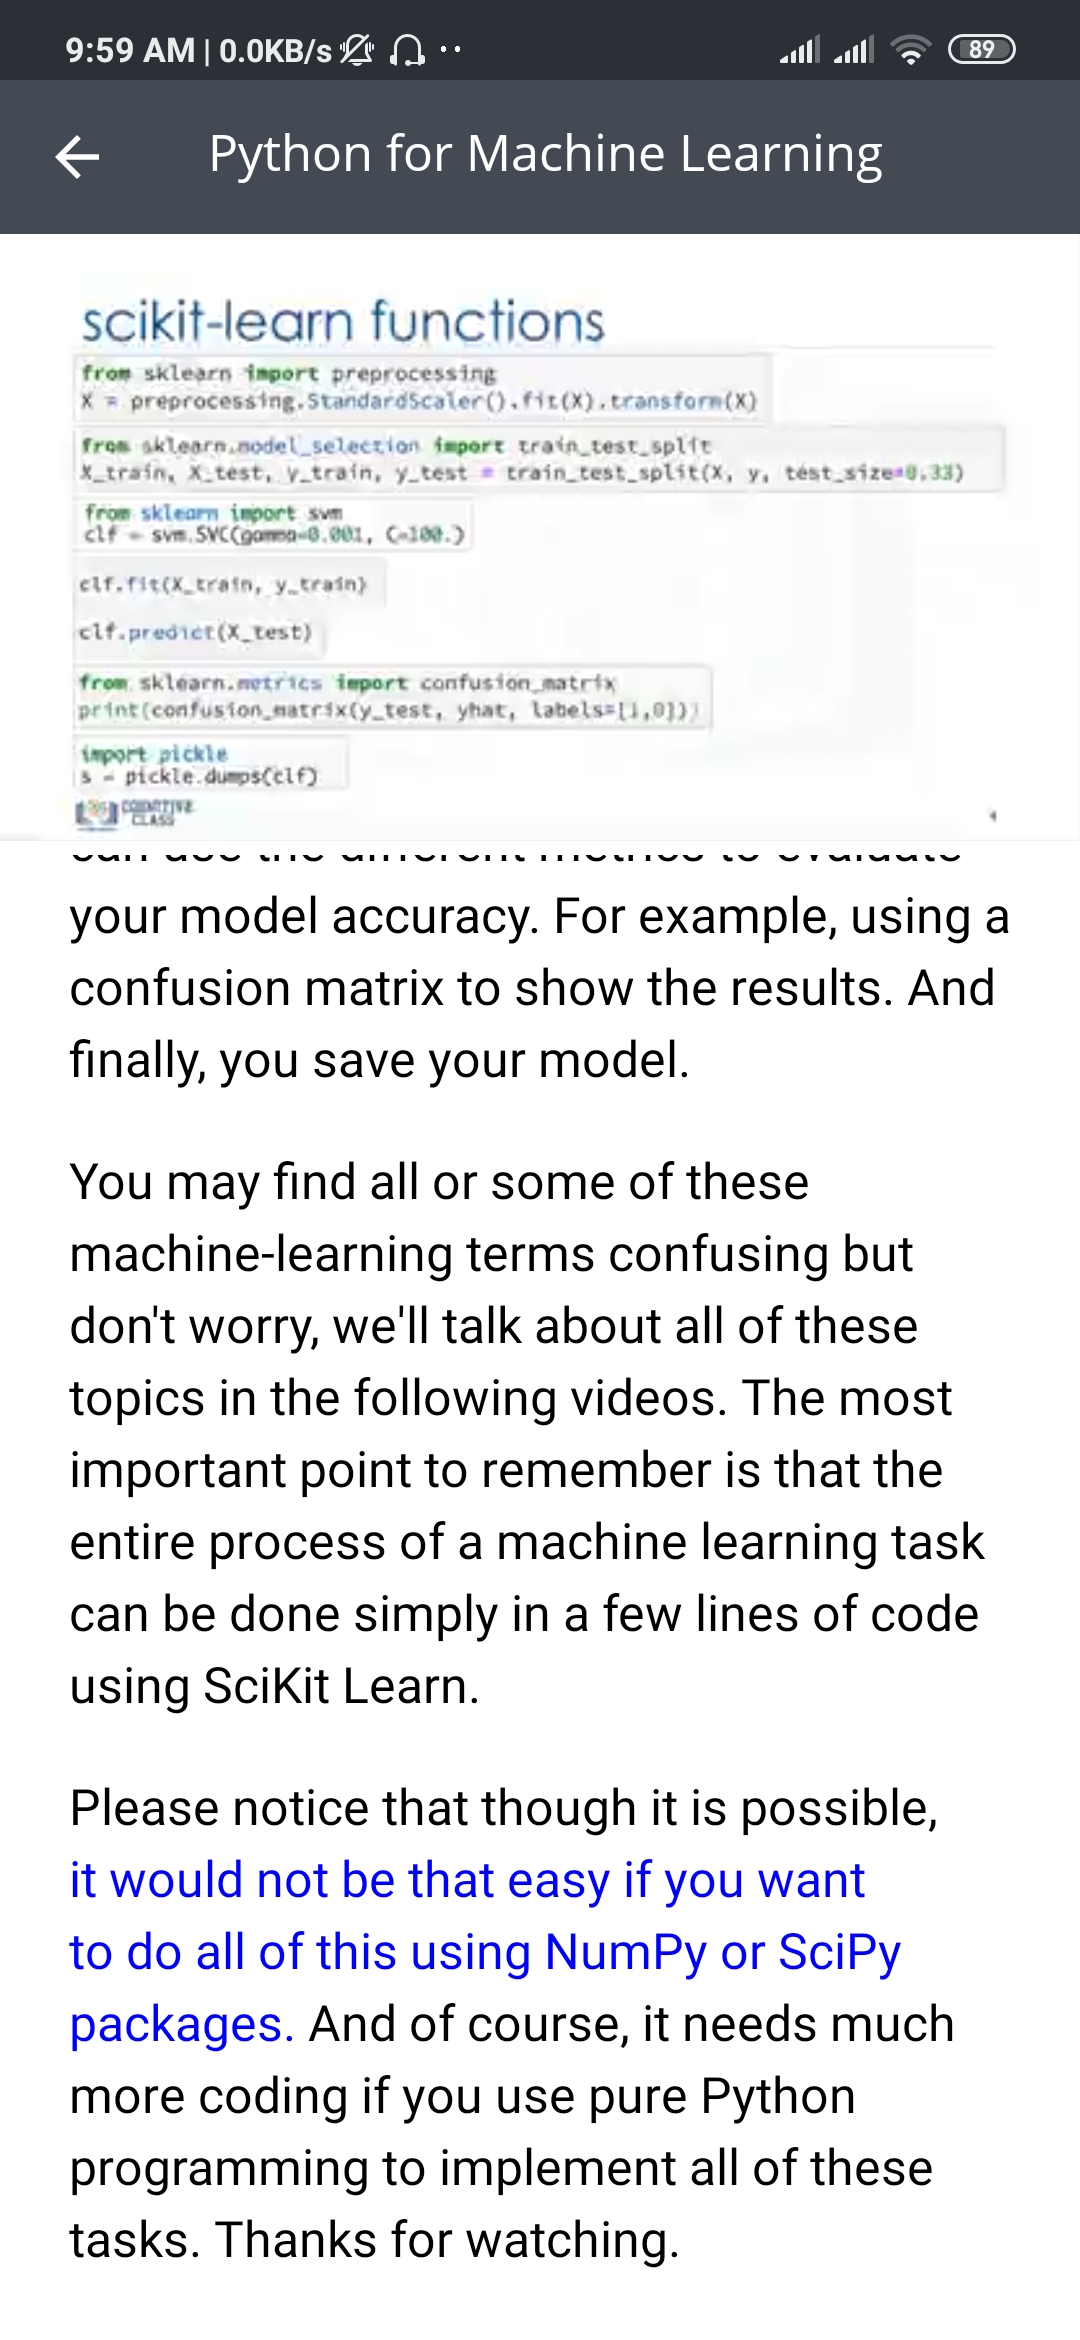 9:59 AM | 0.0KB/s
89
Python for Machine Learning
scikit-learn functions
from sklearn import preprocessing
X = preprocessing.StandardScaler().fit(X).transform(X)
from sklearn.model_selection import train_test_split
X_train, X_test, y_train, y_test = train_test_split(X, y, test_size=0.33)
from sklearn import svm
clf = svm.SVC(gamma=0.001, C=100.)
clf.fit(X_train, y_train)
clf.predict(X_test)
from sklearn.metrics import confusion_matrix
print(confusion_matrix(y_test, yhat, labels=[1,0]))
import pickle
s = pickle.dumps(clf)
COGNITIVE
CLASS
can use the different metrics to evaluate
your model accuracy. For example, using a
confusion matrix to show the results. And
finally, you save your model.
You may find all or some of these
machine-learning terms confusing but
don't worry, we'll talk about all of these
topics in the following videos. The most
important point to remember is that the
entire process of a machine learning task
can be done simply in a few lines of code
using SciKit Learn.
Please notice that though it is possible,
it would not be that easy if you want
to do all of this using NumPy or SciPy
packages. And of course, it needs much
more coding if you use pure Python
programming to implement all of these
tasks. Thanks for watching.